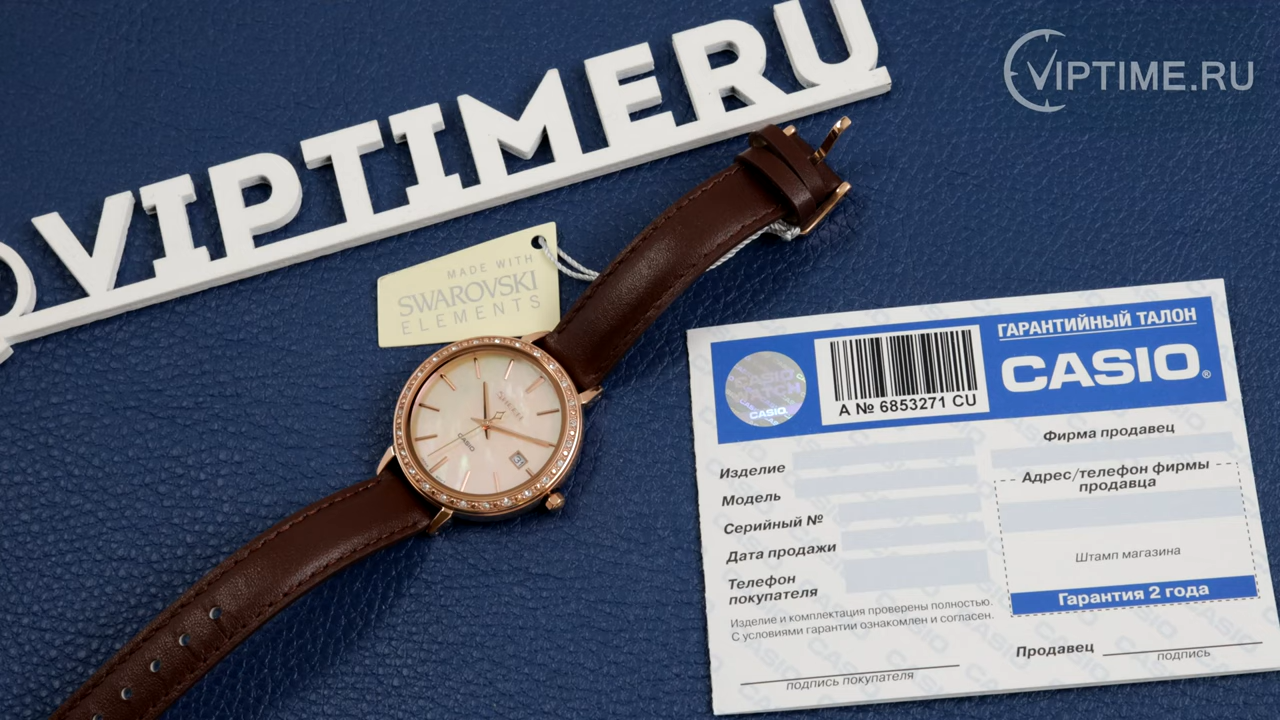 VIPTIME.RU
VIPTIMERU
MADE WITH
SWAROVSKI
ELEMENTS
SHEEN
CASIO
ГАРАНТИЙНЫЙ ТАЛОН
CASIO®
CASIO
A № 6853271 CU
Изделие
Модель
Серийный №
Дата продажи
Телефон
покупателя
Изделие и комплектация проверены полностью.
С условиями гарантии ознакомлен и согласен.
подпись покупателя
Фирма продавец
Адрес/телефон фирмы
продавца
Штамп магазина
Гарантия 2 года
Продавец
подпись